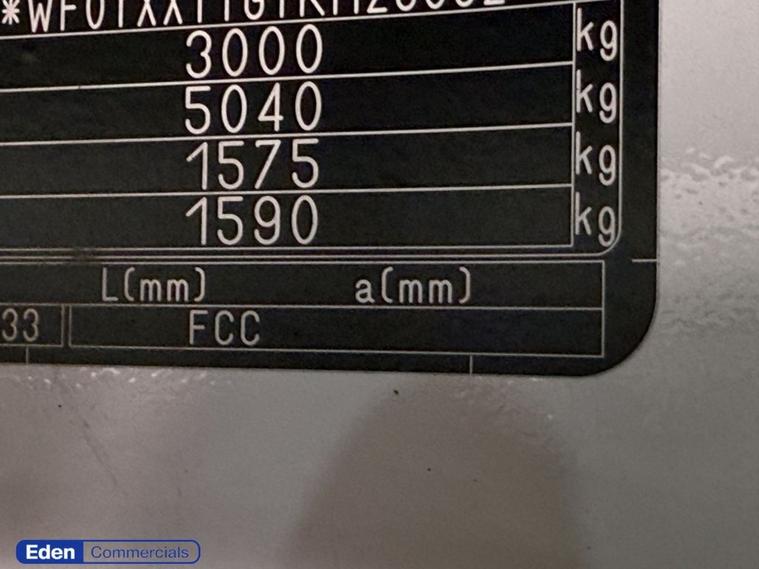 3000 kg
5040 kg
1575 kg
1590 kg
L(mm) a(mm)
33 FCC
Eden Commercials